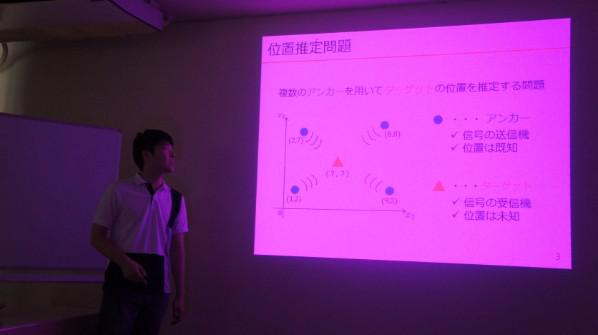 位置推定問題
複数のアンカーを用いてターゲットの位置を推定する問題
x₂
(2,7)
(8,8)
(?,?)
(1,2)
(9,2)
0
x₁
・・・ アンカー
✓ 信号の送信機
✓ 位置は既知
・・・ターゲット
✓ 信号の受信機
✓ 位置は未知
3